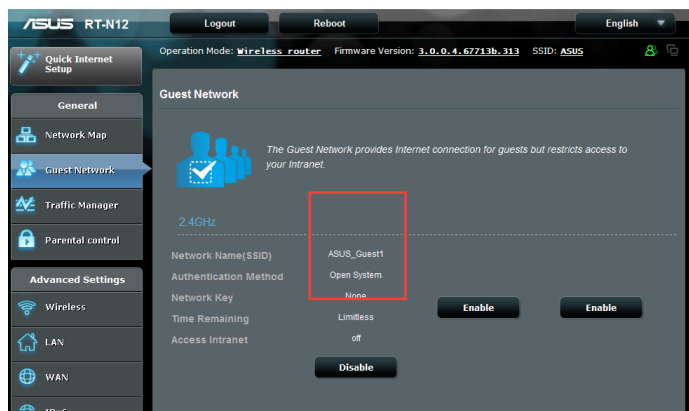 ASUS RT-N12 Logout Reboot English
Operation Mode: Wireless router Firmware Version: 3.0.0.4.67713b.313 SSID: ASUS
Quick Internet
Setup
General
Network Map
Guest Network
Traffic Manager
Parental control
Advanced Settings
Wireless
LAN
WAN
Guest Network
The Guest Network provides Internet connection for guests but restricts access to
your Intranet.
2.4GHz
Network Name(SSID) ASUS_Guest1
Authentication Method Open System
Network Key None
Enable Enable
Time Remaining Limitless
Access Intranet off
Disable